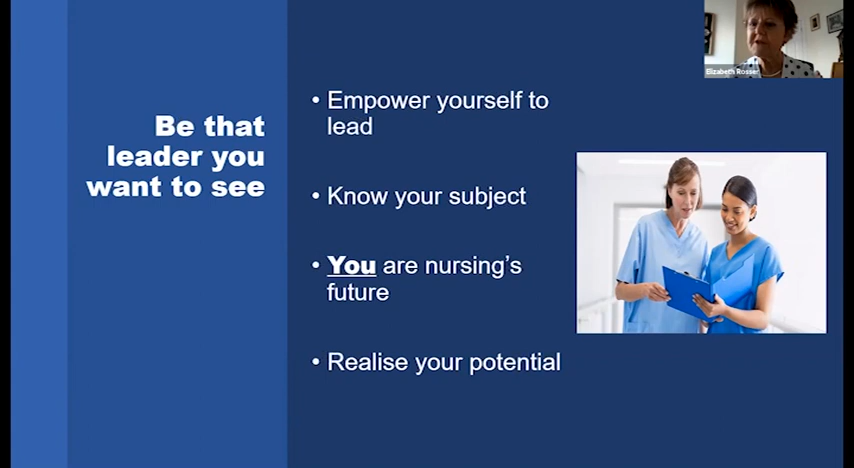 Be that
leader you
want to see
• Empower yourself to
lead
• Know your subject
• You are nursing's
future
• Realise your potential
Elizabeth Rosser